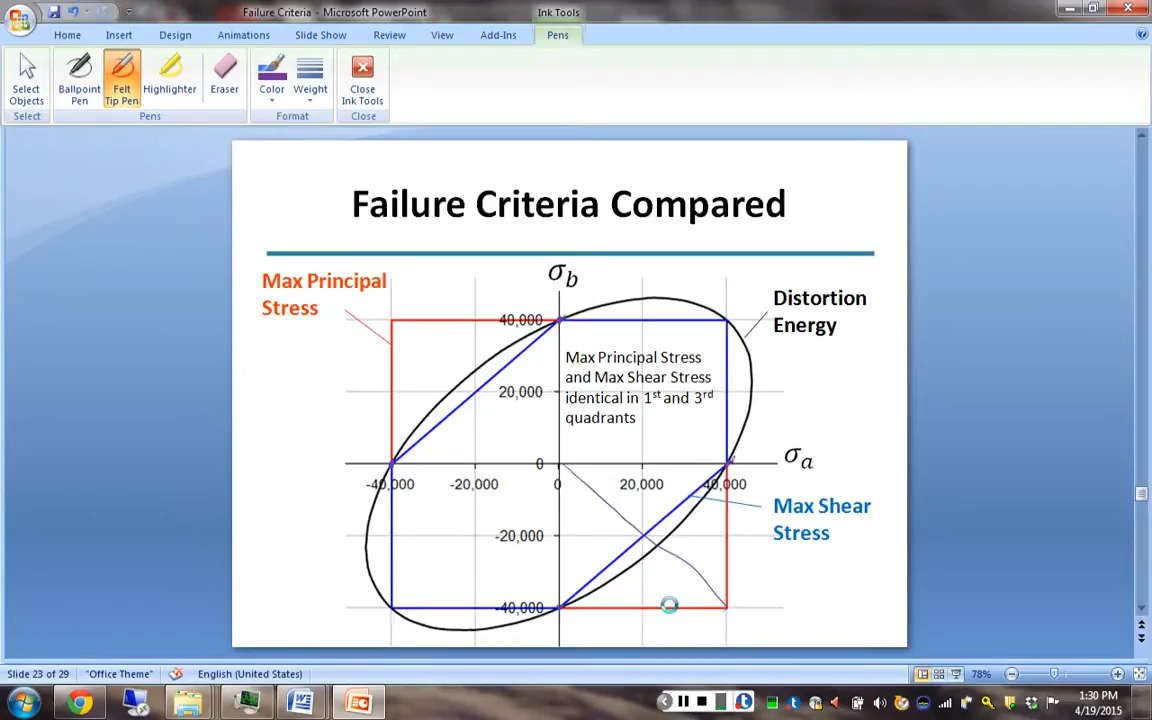 Failure Criteria - Microsoft PowerPoint
Ink Tools
Home Insert Design Animations Slide Show Review View Add-Ins Pens
Select Objects
Ballpoint Pen
Felt Tip Pen
Highlighter
Eraser
Color
Weight
Close Ink Tools
Select
Pens
Format
Close
Failure Criteria Compared
Max Principal
Stress
σb
Distortion
Energy
40,000
Max Principal Stress
and Max Shear Stress
identical in 1st and 3rd
quadrants
20,000
0
σa
-40,000 -20,000 0 20,000 40,000
Max Shear
Stress
-20,000
-40,000
Slide 23 of 29
"Office Theme"
English (United States)
78%
1:30 PM
4/19/2015